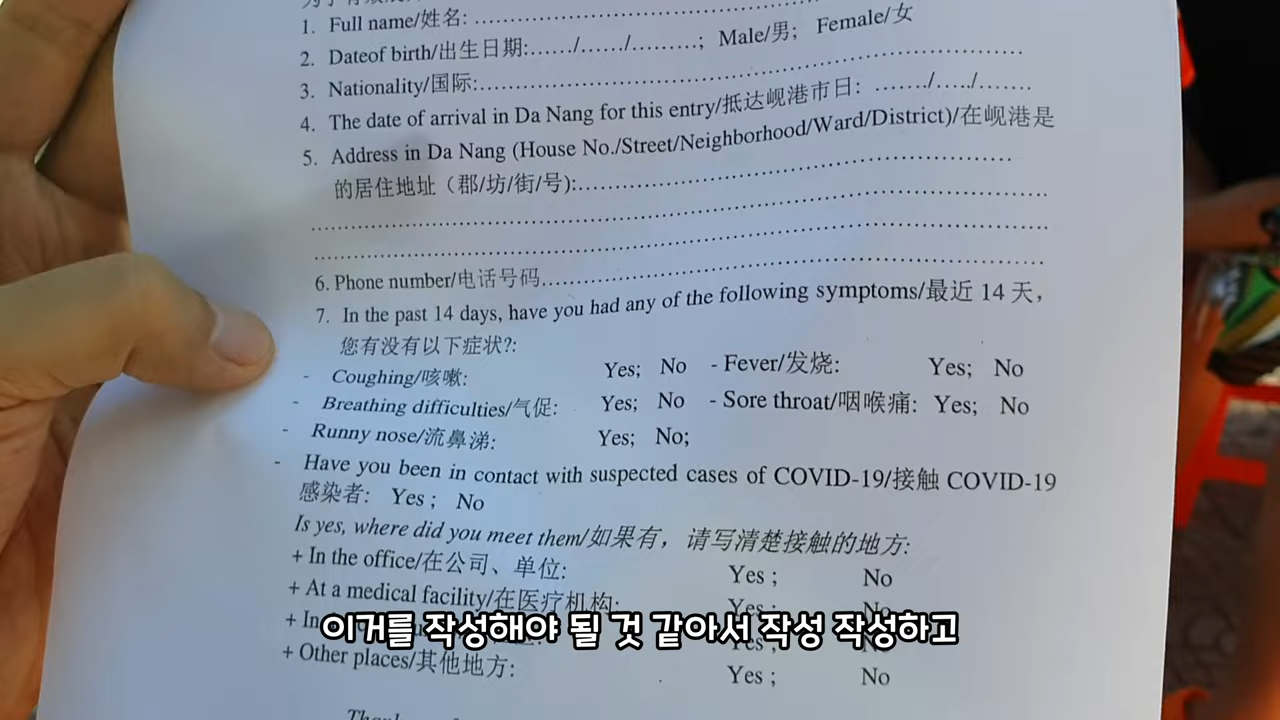 1. Full name/姓名: ..........................................
2. Dateof birth/出生日期:....../....../.........; Male/男; Female/女
3. Nationality/国际:..........................................................................
4. The date of arrival in Da Nang for this entry/抵达岘港市日: ......./...../.......
5. Address in Da Nang (House No./Street/Neighborhood/Ward/District)/在岘港是
的居住地址（郡/坊/街/号):............................................................
6. Phone number/电话号码......................................................................
7. In the past 14 days, have you had any of the following symptoms/最近 14 天，
您有没有以下症状?:
- Coughing/咳嗽: Yes; No - Fever/发烧: Yes; No
- Breathing difficulties/气促: Yes; No - Sore throat/咽喉痛: Yes; No
- Runny nose/流鼻涕: Yes; No;
- Have you been in contact with suspected cases of COVID-19/接触 COVID-19
感染者: Yes ; No
Is yes, where did you meet them/如果有，请写清楚接触的地方:
+ In the office/在公司、单位: Yes ; No
+ At a medical facility/在医疗机构: Yes ; No
+ In
이거를 작성해야 될 것 같아서 작성 작성하고
+ Other places/其他地方: Yes ; No